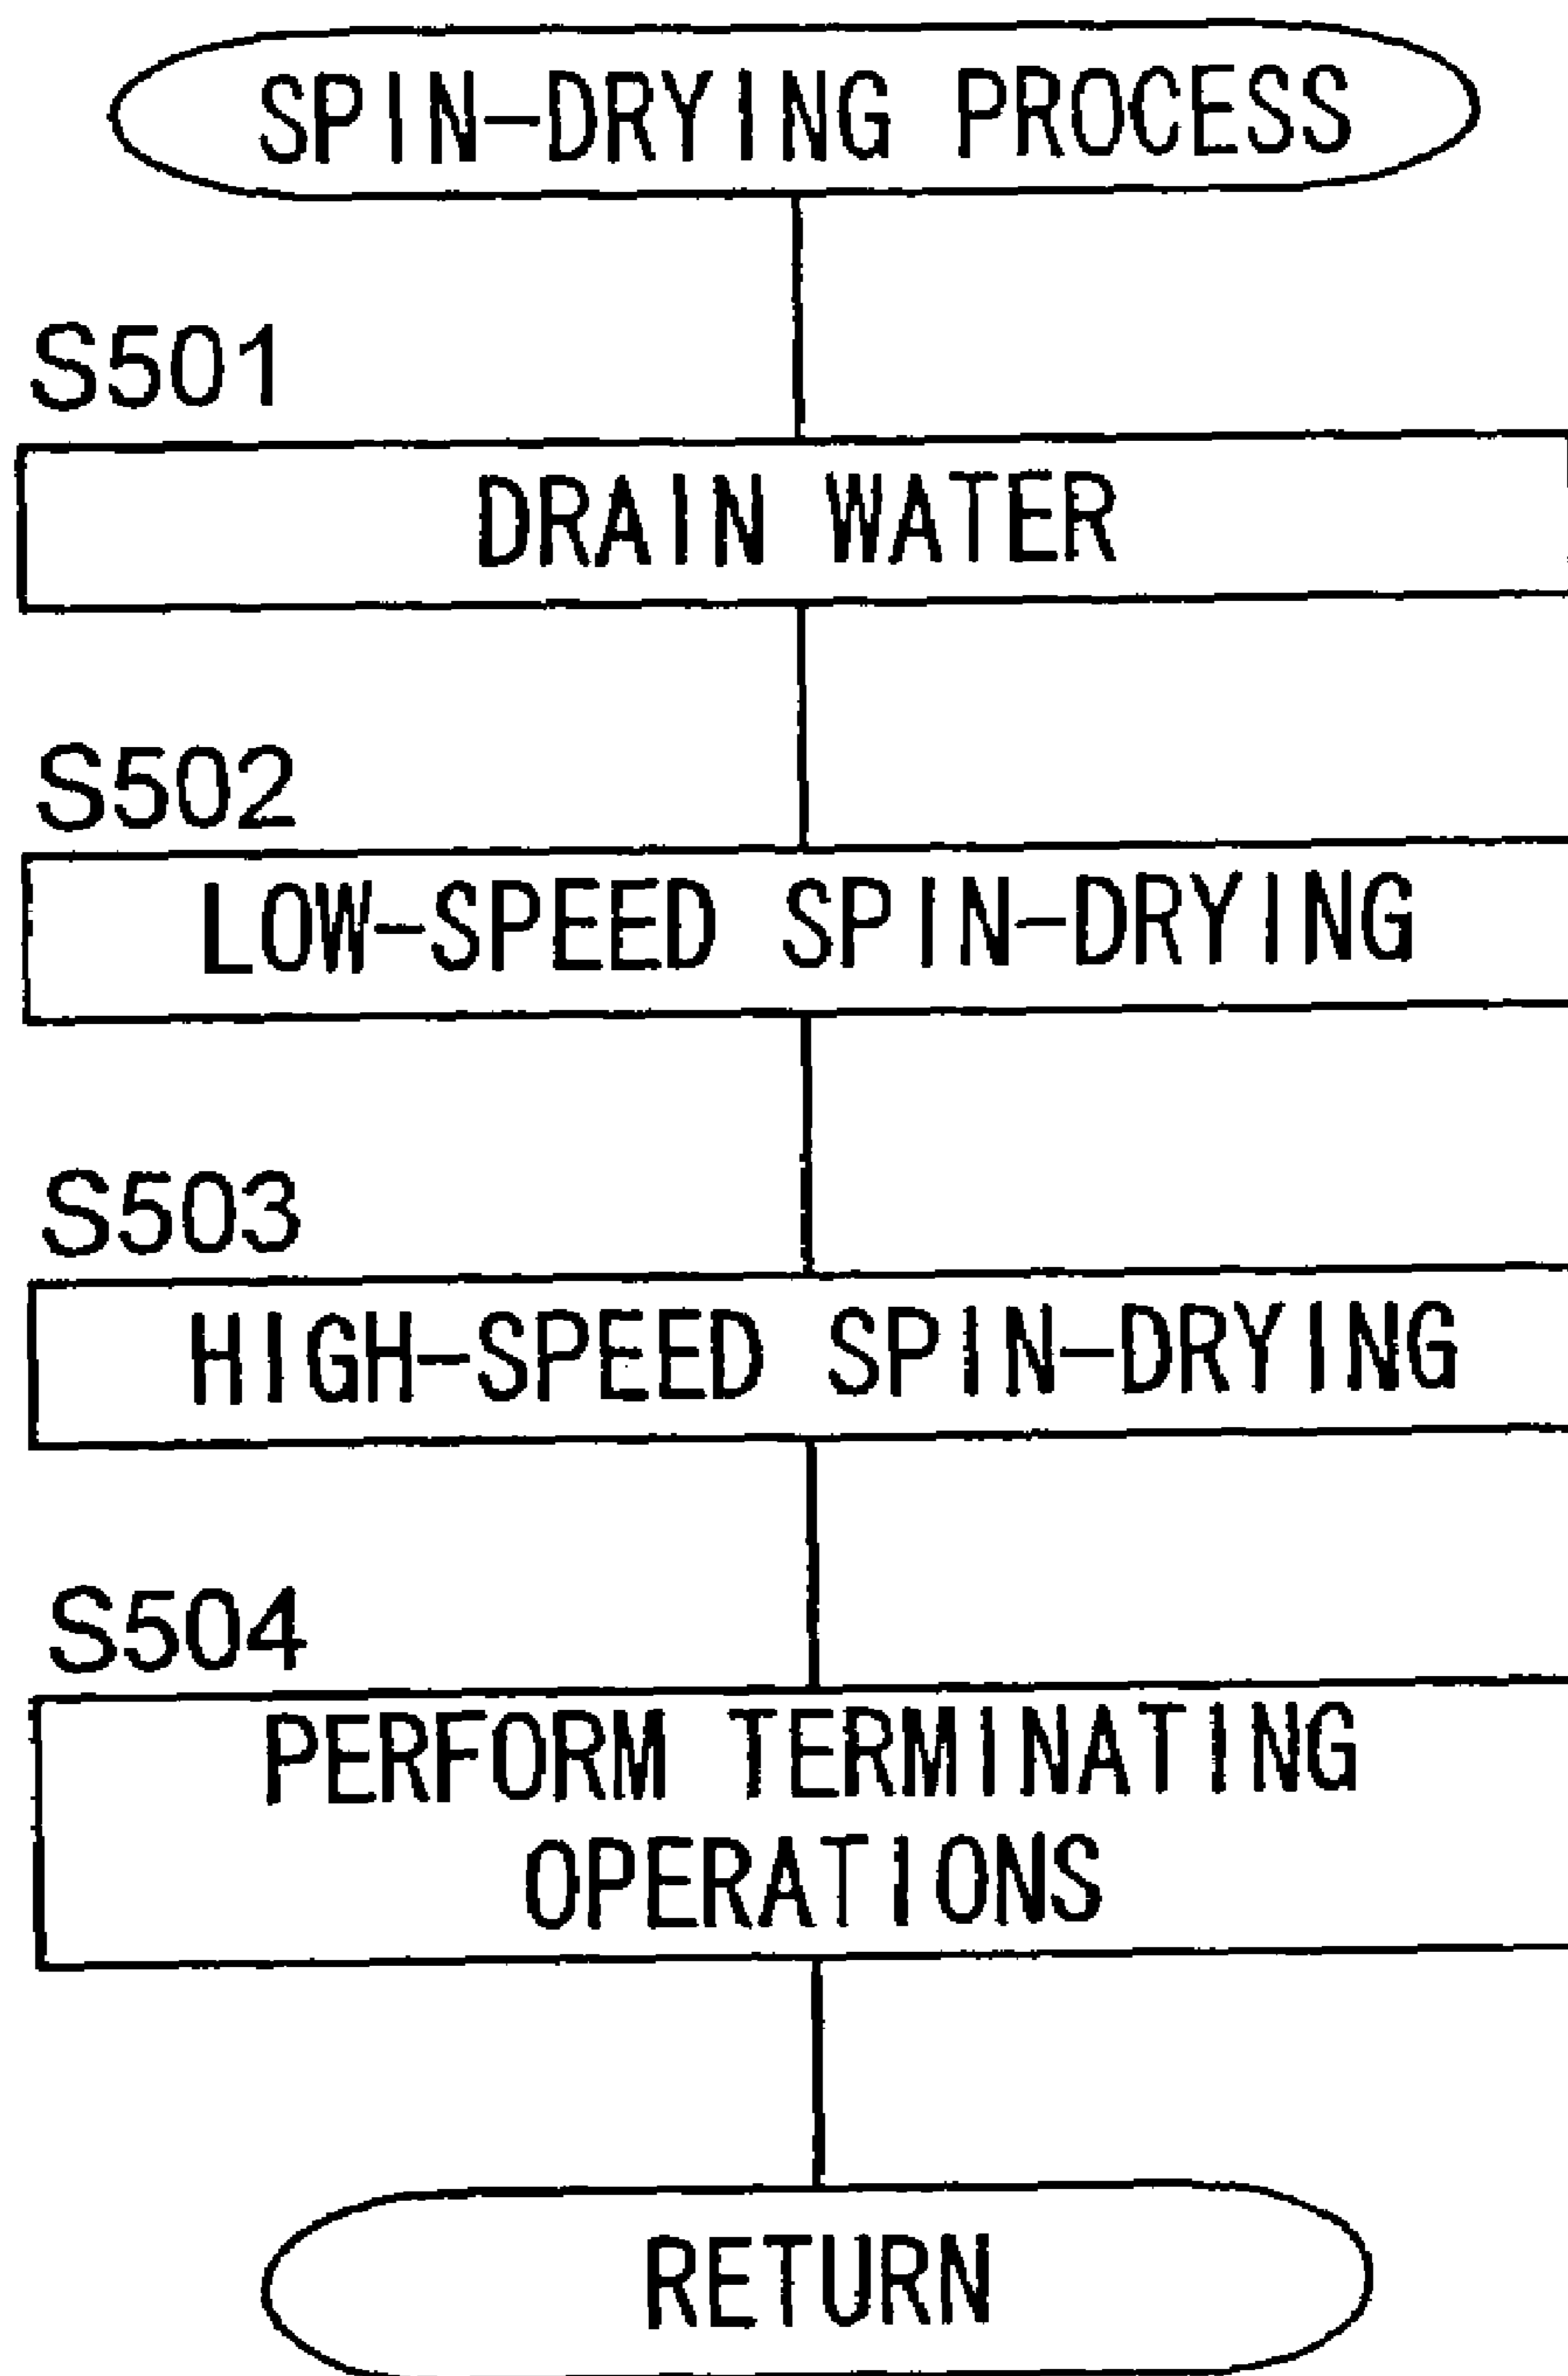 SPIN-DRYING PROCESS
S501
DRAIN WATER
S502
LOW-SPEED SPIN-DRYING
S503
HIGH-SPEED SPIN-DRYING
S504
PERFORM TERMINATING
OPERATIONS
RETURN